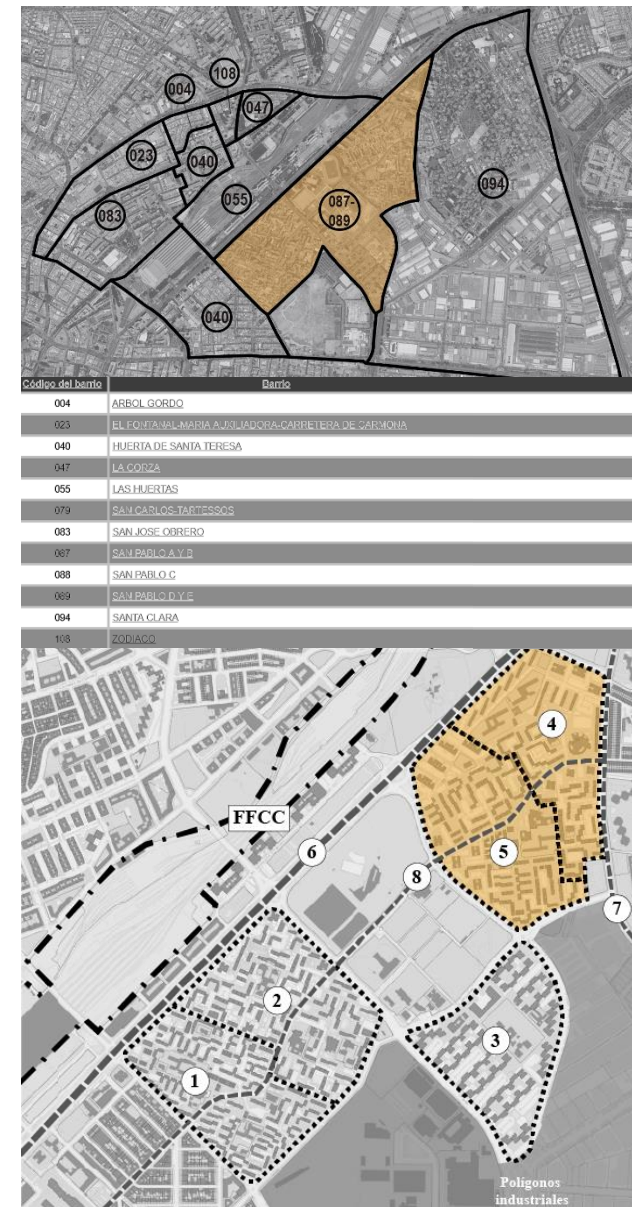 108
004
047
023
040
083
055
087-
089
094
040
Código del barrio Barrio
004 ARBOL GORDO
023 EL FONTANAL-MARIA AUXILIADORA-CARRETERA DE CARMONA
040 HUERTA DE SANTA TERESA
047 LA CORZA
055 LAS HUERTAS
079 SAN CARLOS-TARTESSOS
083 SAN JOSE OBRERO
087 SAN PABLO A Y B
088 SAN PABLO C
089 SAN PABLO D Y E
094 SANTA CLARA
108 ZODIACO
4
FFCC
6
5
8
7
2
3
1
Polígonos
industriales